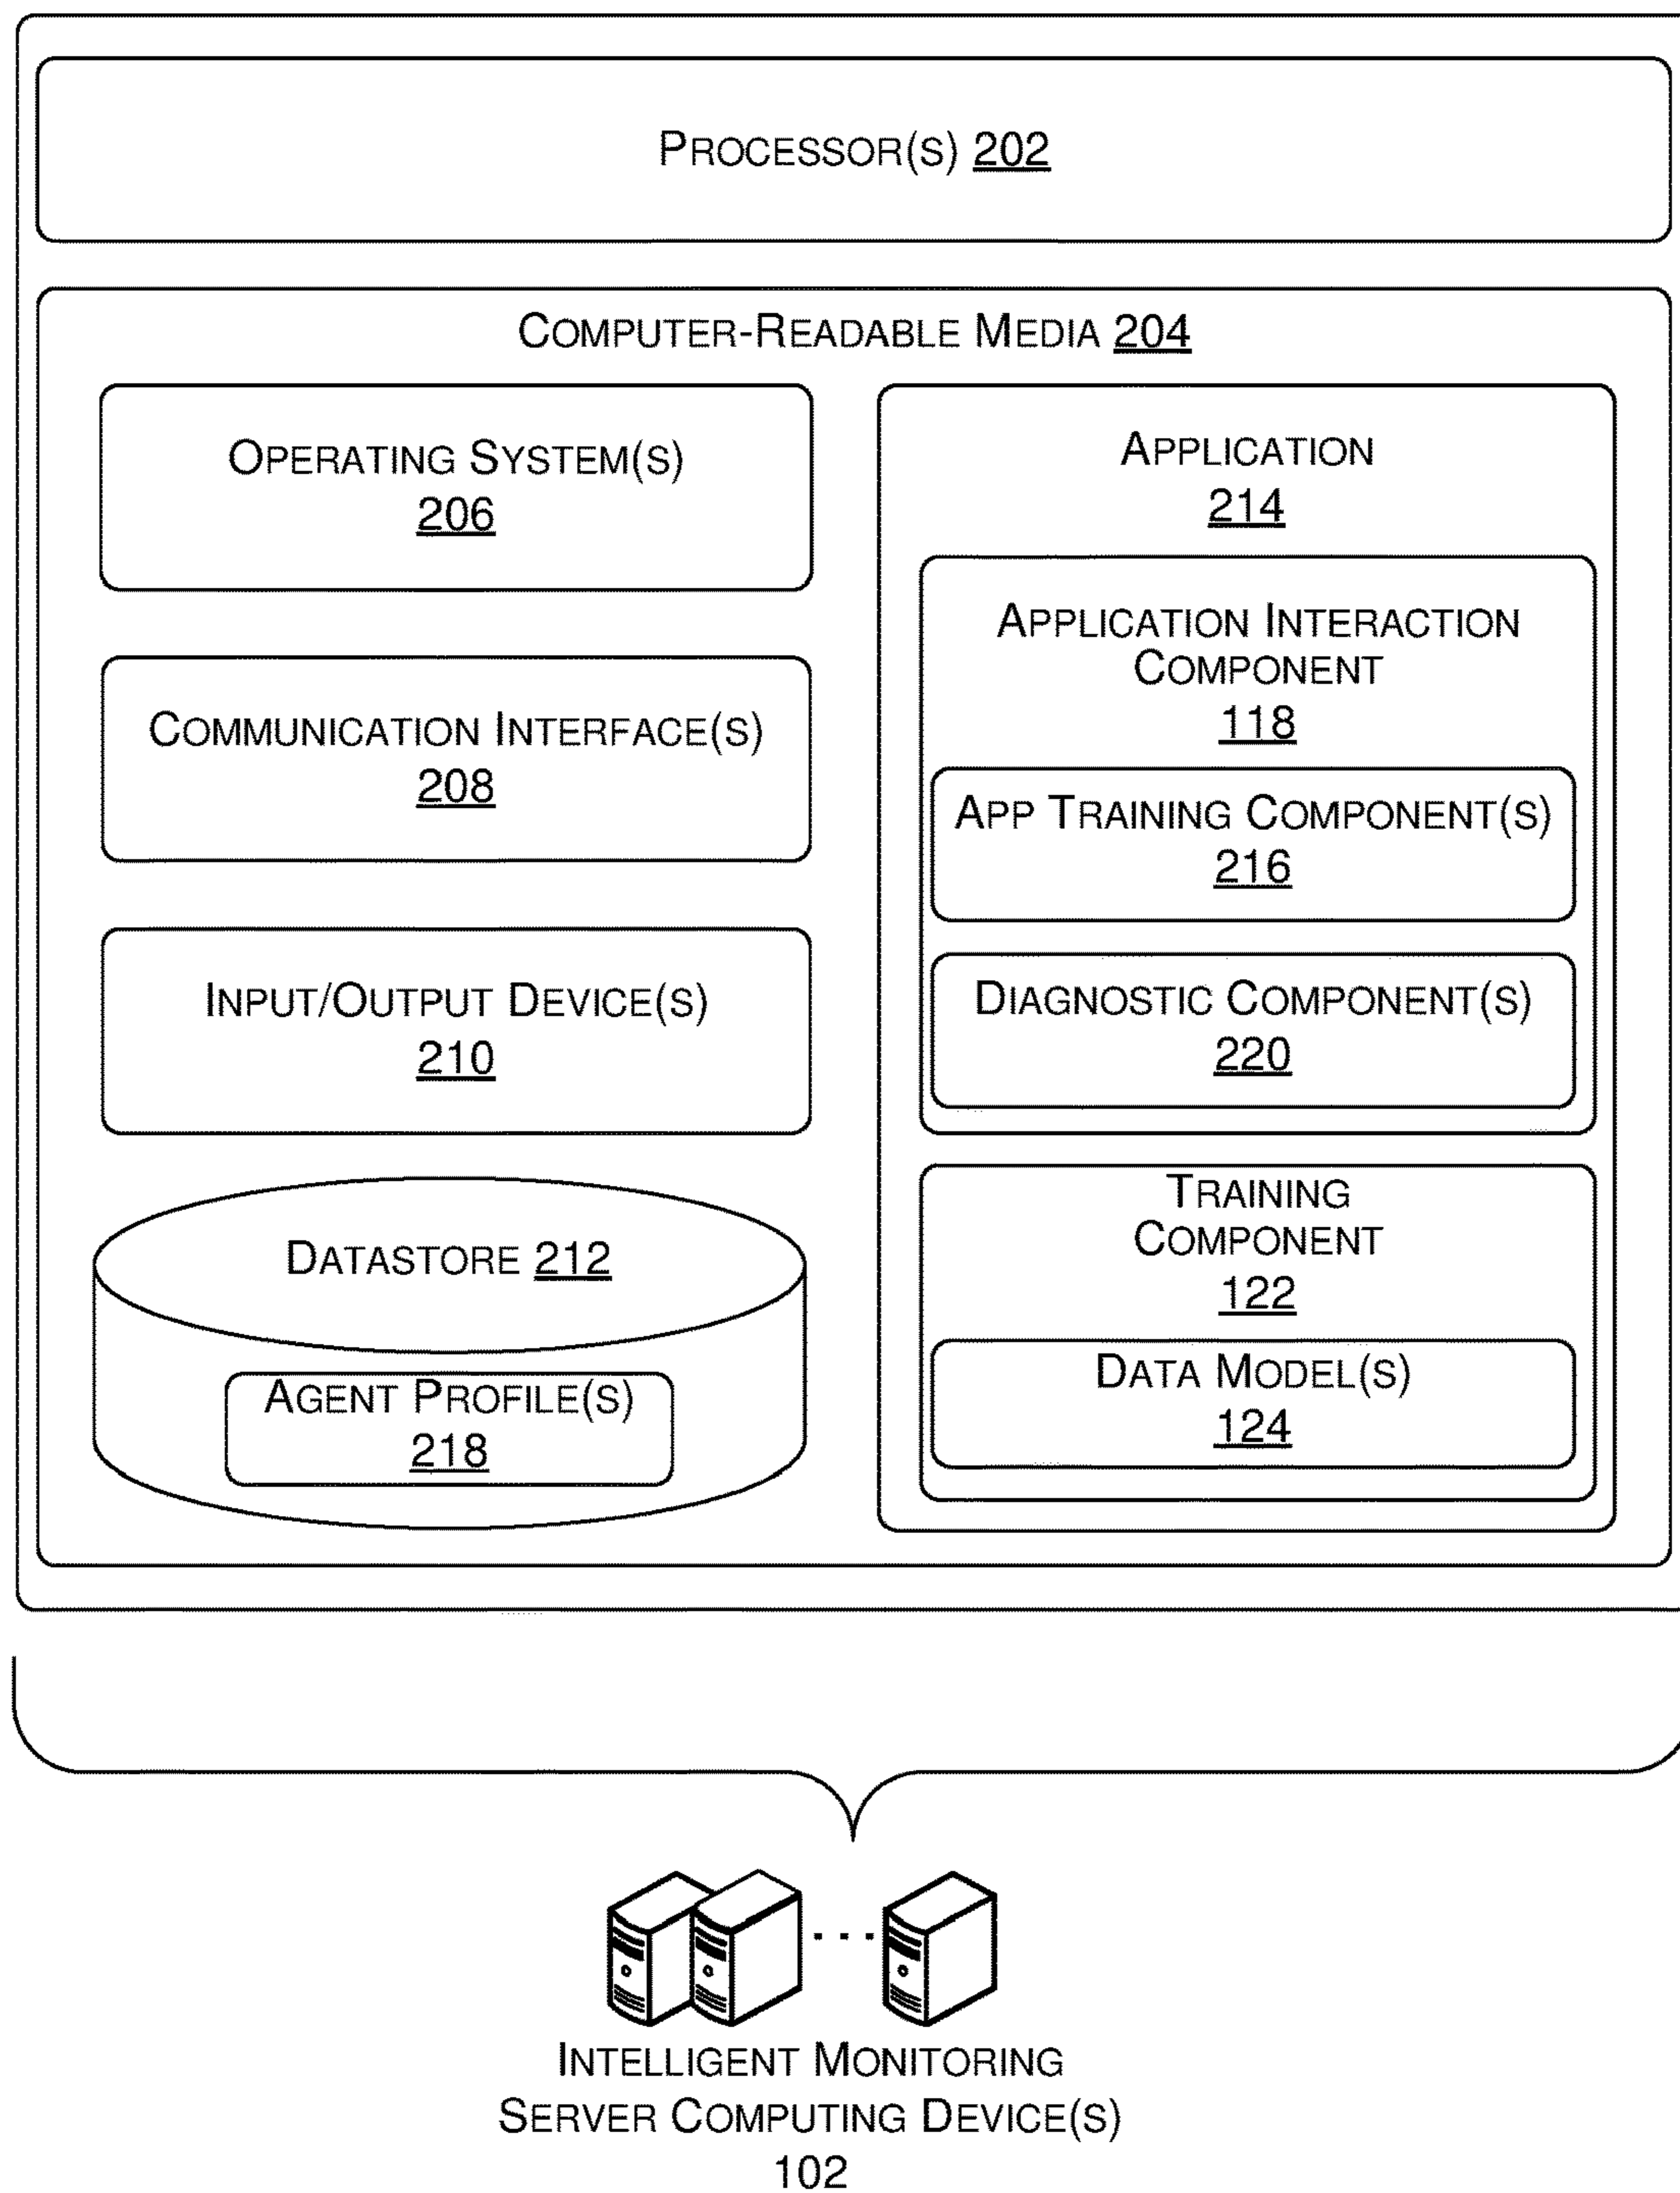 PROCESSOR(S) 202
COMPUTER-READABLE MEDIA 204
OPERATING SYSTEM(S)
206
COMMUNICATION INTERFACE(S)
208
INPUT/OUTPUT DEVICE(S)
210
DATASTORE 212
AGENT PROFILE(S)
218
APPLICATION
214
APPLICATION INTERACTION
COMPONENT
118
APP TRAINING COMPONENT(S)
216
DIAGNOSTIC COMPONENT(S)
220
TRAINING
COMPONENT
122
DATA MODEL(S)
124
...
INTELLIGENT MONITORING
SERVER COMPUTING DEVICE(S)
102